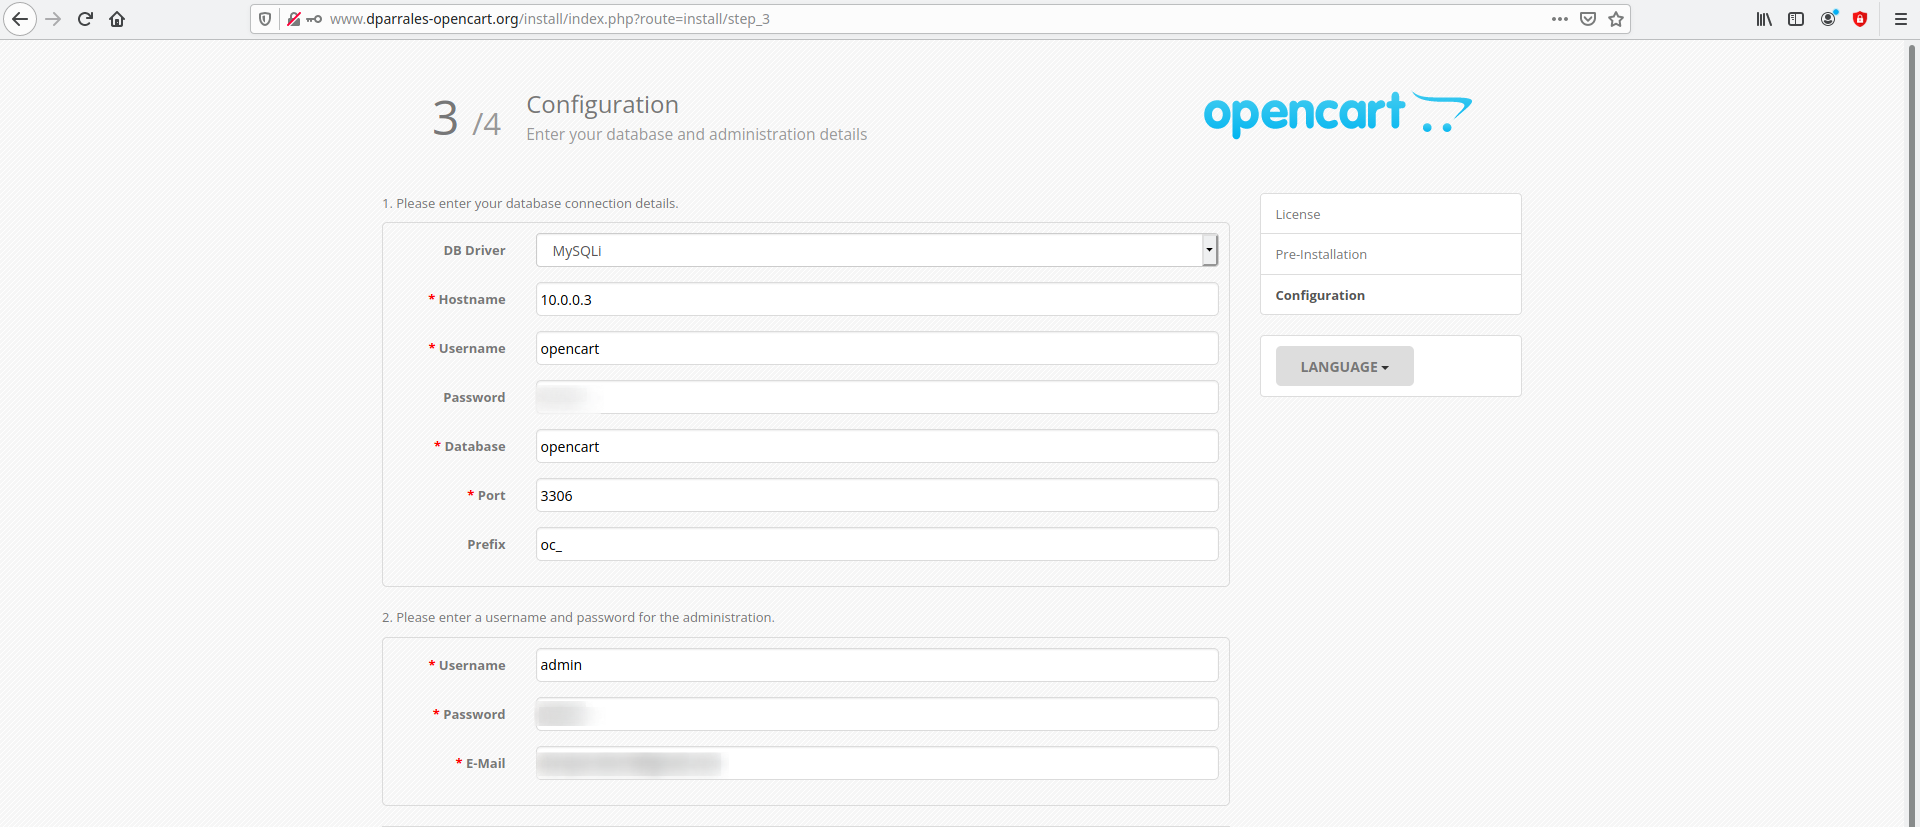 www.dparrales-opencart.org/install/index.php?route=install/step_3
3 /4
Configuration
Enter your database and administration details
opencart
1. Please enter your database connection details.
DB Driver MySQLi
* Hostname 10.0.0.3
* Username opencart
Password
* Database opencart
* Port 3306
Prefix oc_
2. Please enter a username and password for the administration.
* Username admin
* Password
* E-Mail
License
Pre-Installation
Configuration
LANGUAGE